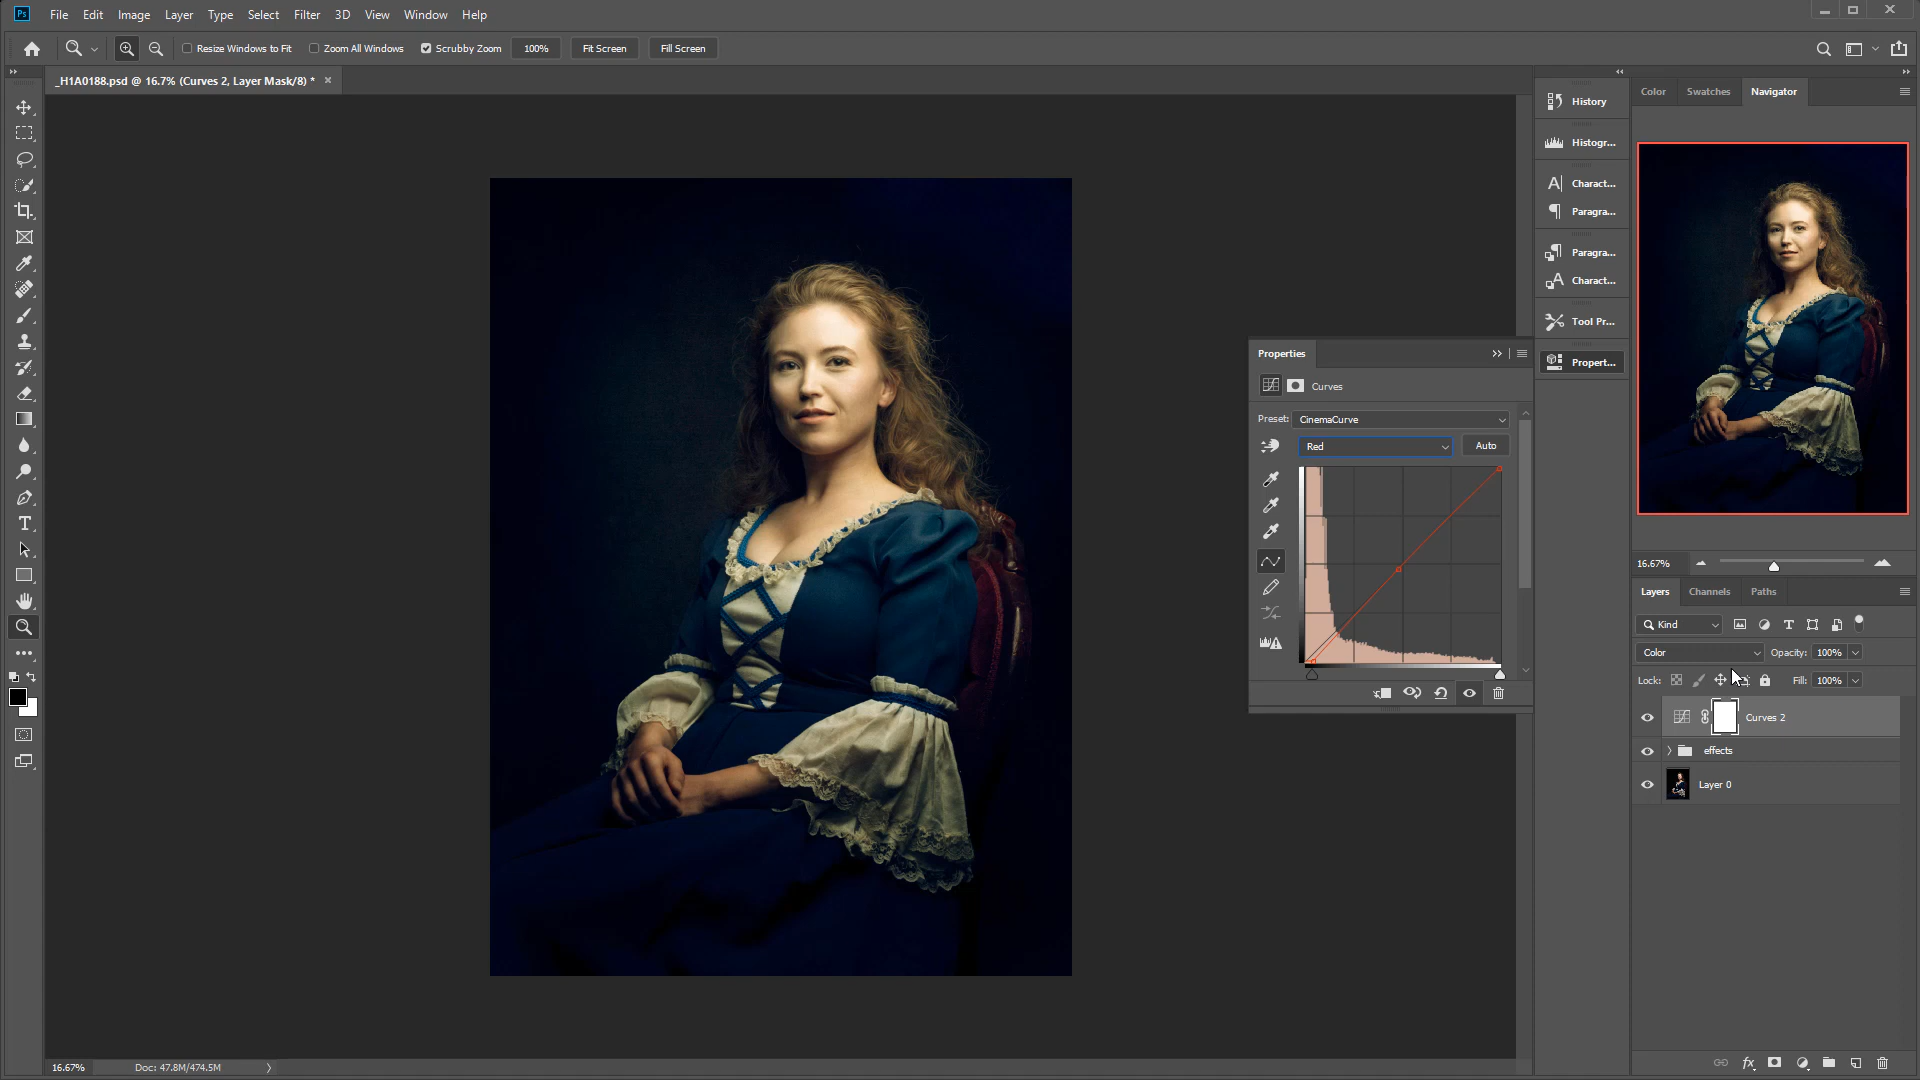 Ps File Edit Image Layer Type Select Filter 3D View Window Help
Resize Windows to Fit Zoom All Windows Scrubby Zoom 100% Fit Screen Fill Screen
_H1A0188.psd @ 16.7% (Curves 2, Layer Mask/8) *
History
Histogr...
Charact...
Paragra...
Paragra...
Charact...
Tool Pr...
Propert...
Color Swatches Navigator
16.67%
Properties
Curves
Preset: CinemaCurve
Red Auto
Layers Channels Paths
Kind
Color Opacity: 100%
Lock: Fill: 100%
Curves 2
effects
Layer 0
fx
16.67% Doc: 47.8M/474.5M